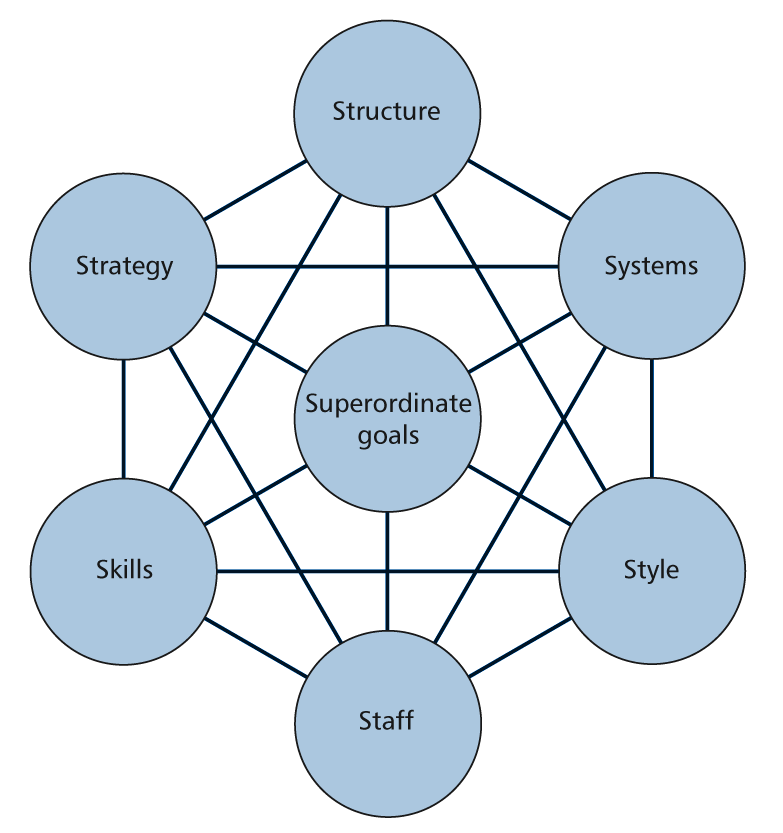 Structure
Strategy
Systems
Superordinate
goals
Skills
Style
Staff